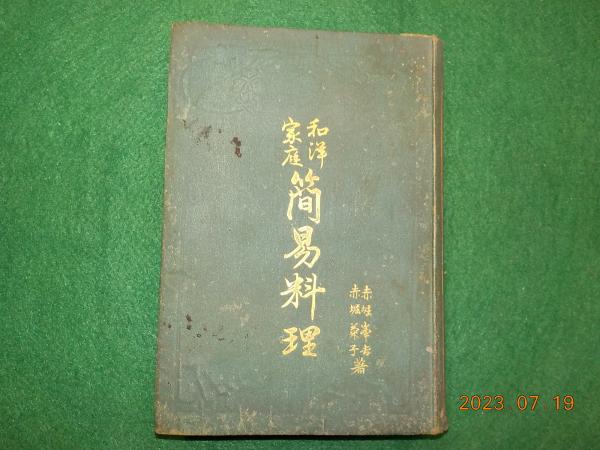 和洋
家庭
簡易料理
赤堀峯吉
赤堀菊子
著
2023.07.19